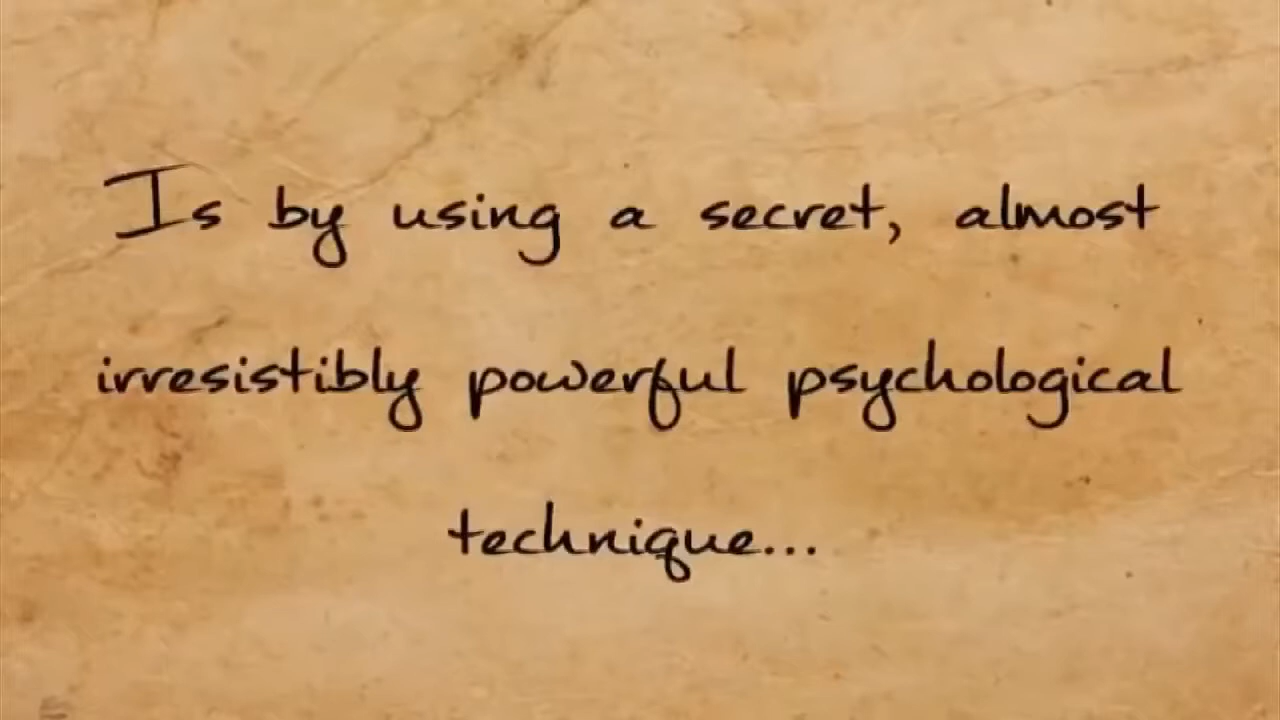 Is by using a secret, almost
irresistibly powerful psychological
technique...